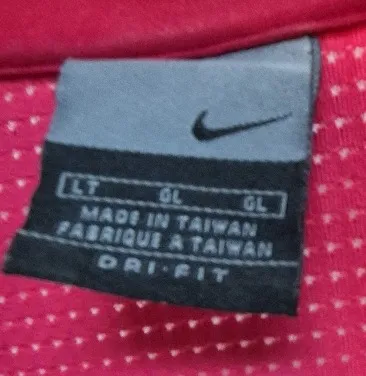 LT GL GL
MADE IN TAIWAN
FABRIQUE A TAIWAN
DRI-FIT